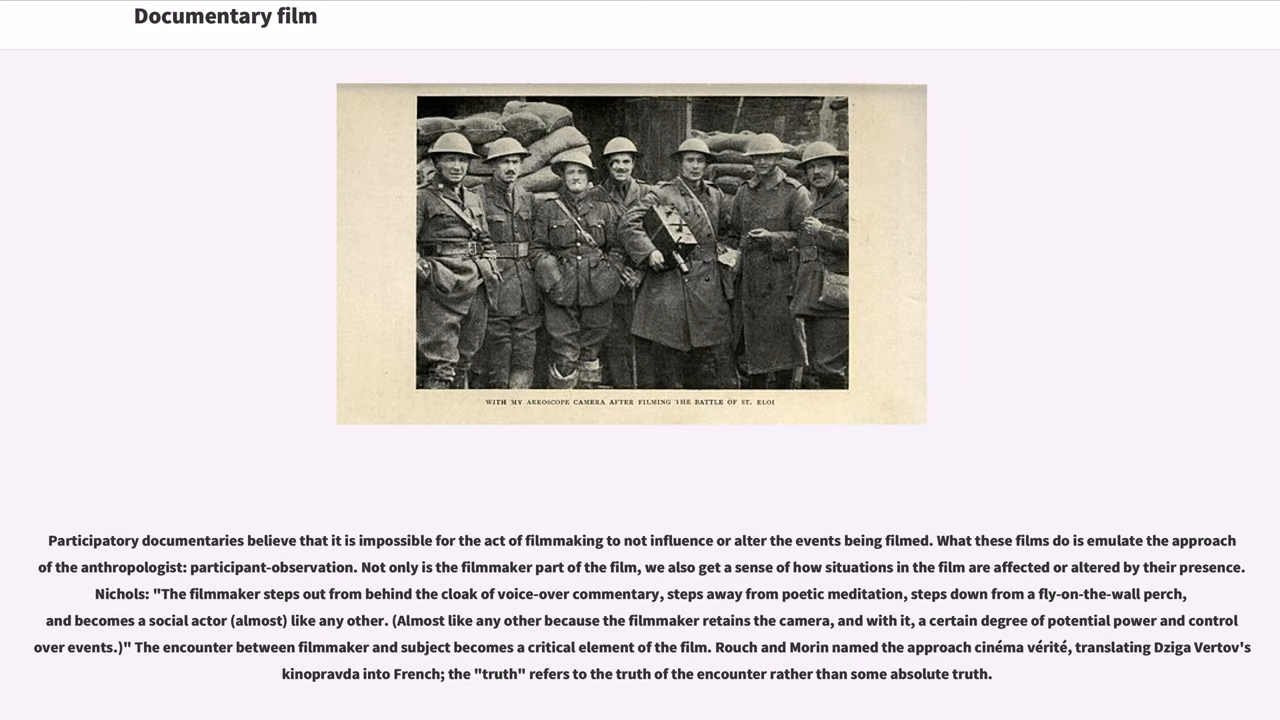 Documentary film
WITH MY AEROSCOPE CAMERA AFTER FILMING THE BATTLE OF ST. ELOI
Participatory documentaries believe that it is impossible for the act of filmmaking to not influence or alter the events being filmed. What these films do is emulate the approach
of the anthropologist: participant-observation. Not only is the filmmaker part of the film, we also get a sense of how situations in the film are affected or altered by their presence.
Nichols: "The filmmaker steps out from behind the cloak of voice-over commentary, steps away from poetic meditation, steps down from a fly-on-the-wall perch,
and becomes a social actor (almost) like any other. (Almost like any other because the filmmaker retains the camera, and with it, a certain degree of potential power and control
over events.)" The encounter between filmmaker and subject becomes a critical element of the film. Rouch and Morin named the approach cinéma vérité, translating Dziga Vertov's
kinopravda into French; the "truth" refers to the truth of the encounter rather than some absolute truth.